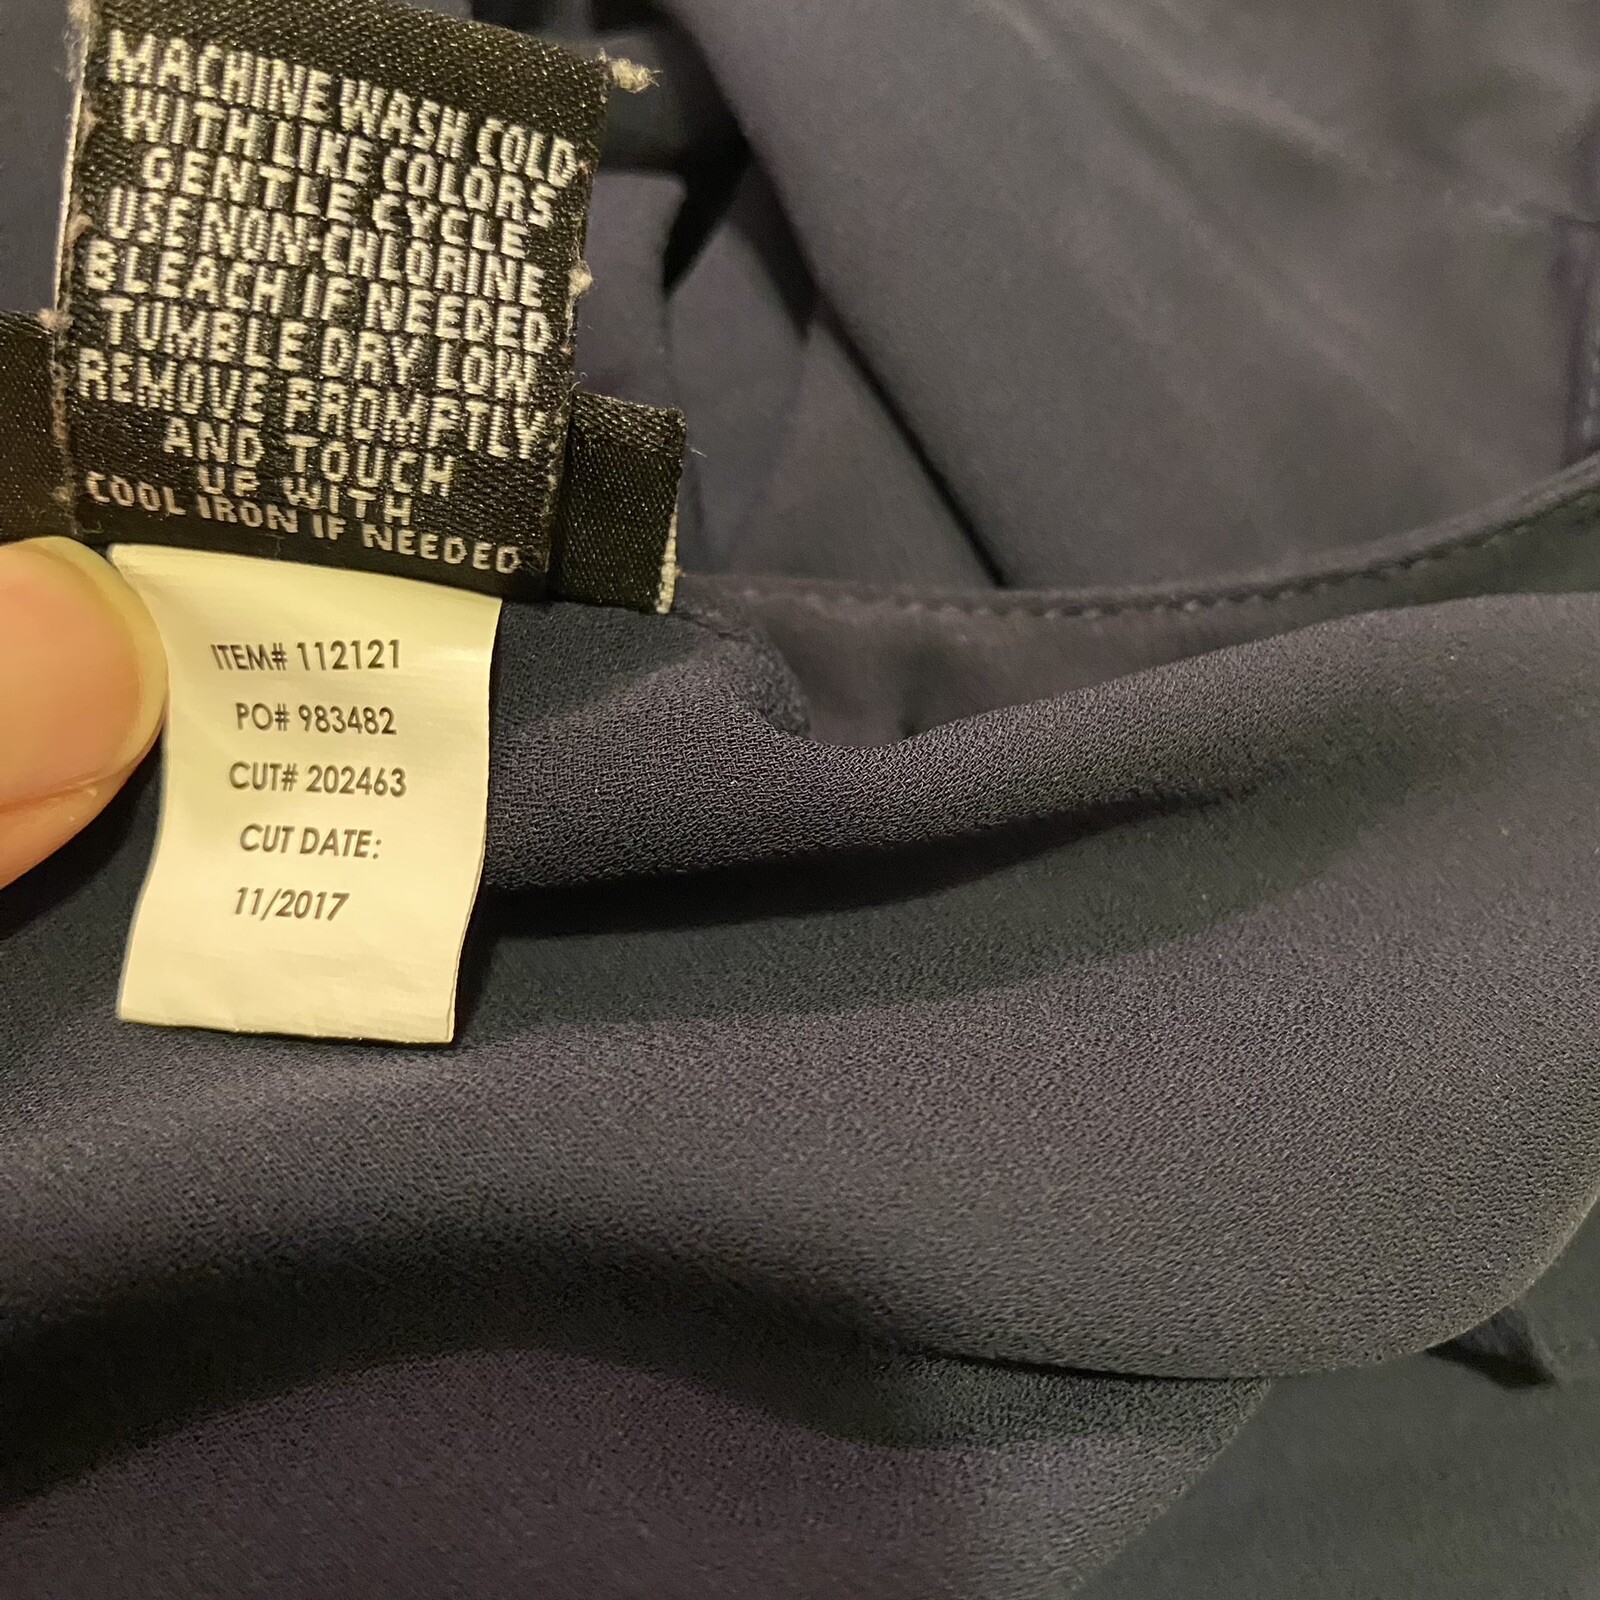 MACHINE WASH COLD
WITH LIKE COLORS
GENTLE CYCLE
USE NON-CHLORINE
BLEACH IF NEEDED
TUMBLE DRY LOW
REMOVE PROMPTLY
AND TOUCH
UP WITH
COOL IRON IF NEEDED
ITEM# 112121
PO# 983482
CUT# 202463
CUT DATE:
11/2017